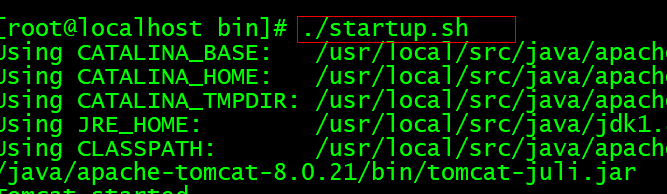 [root@localhost bin]# ./startup.sh
Using CATALINA_BASE: /usr/local/src/java/apache
Using CATALINA_HOME: /usr/local/src/java/apache
Using CATALINA_TMPDIR: /usr/local/src/java/apache
Using JRE_HOME: /usr/local/src/java/jdk1.
Using CLASSPATH: /usr/local/src/java/apache
/java/apache-tomcat-8.0.21/bin/tomcat-juli.jar
Tomcat started